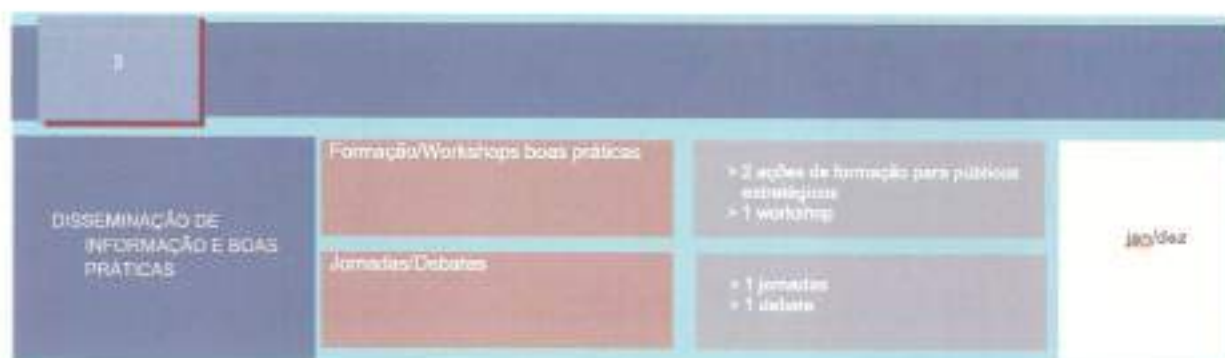 3
Formação/Workshops boas práticas
> 2 ações de formação para públicos
estratégicos
> 1 workshop
DISSEMINAÇÃO DE
INFORMAÇÃO E BOAS
PRÁTICAS
jan/dez
Jornadas/Debates
> 1 jornadas
> 1 debate